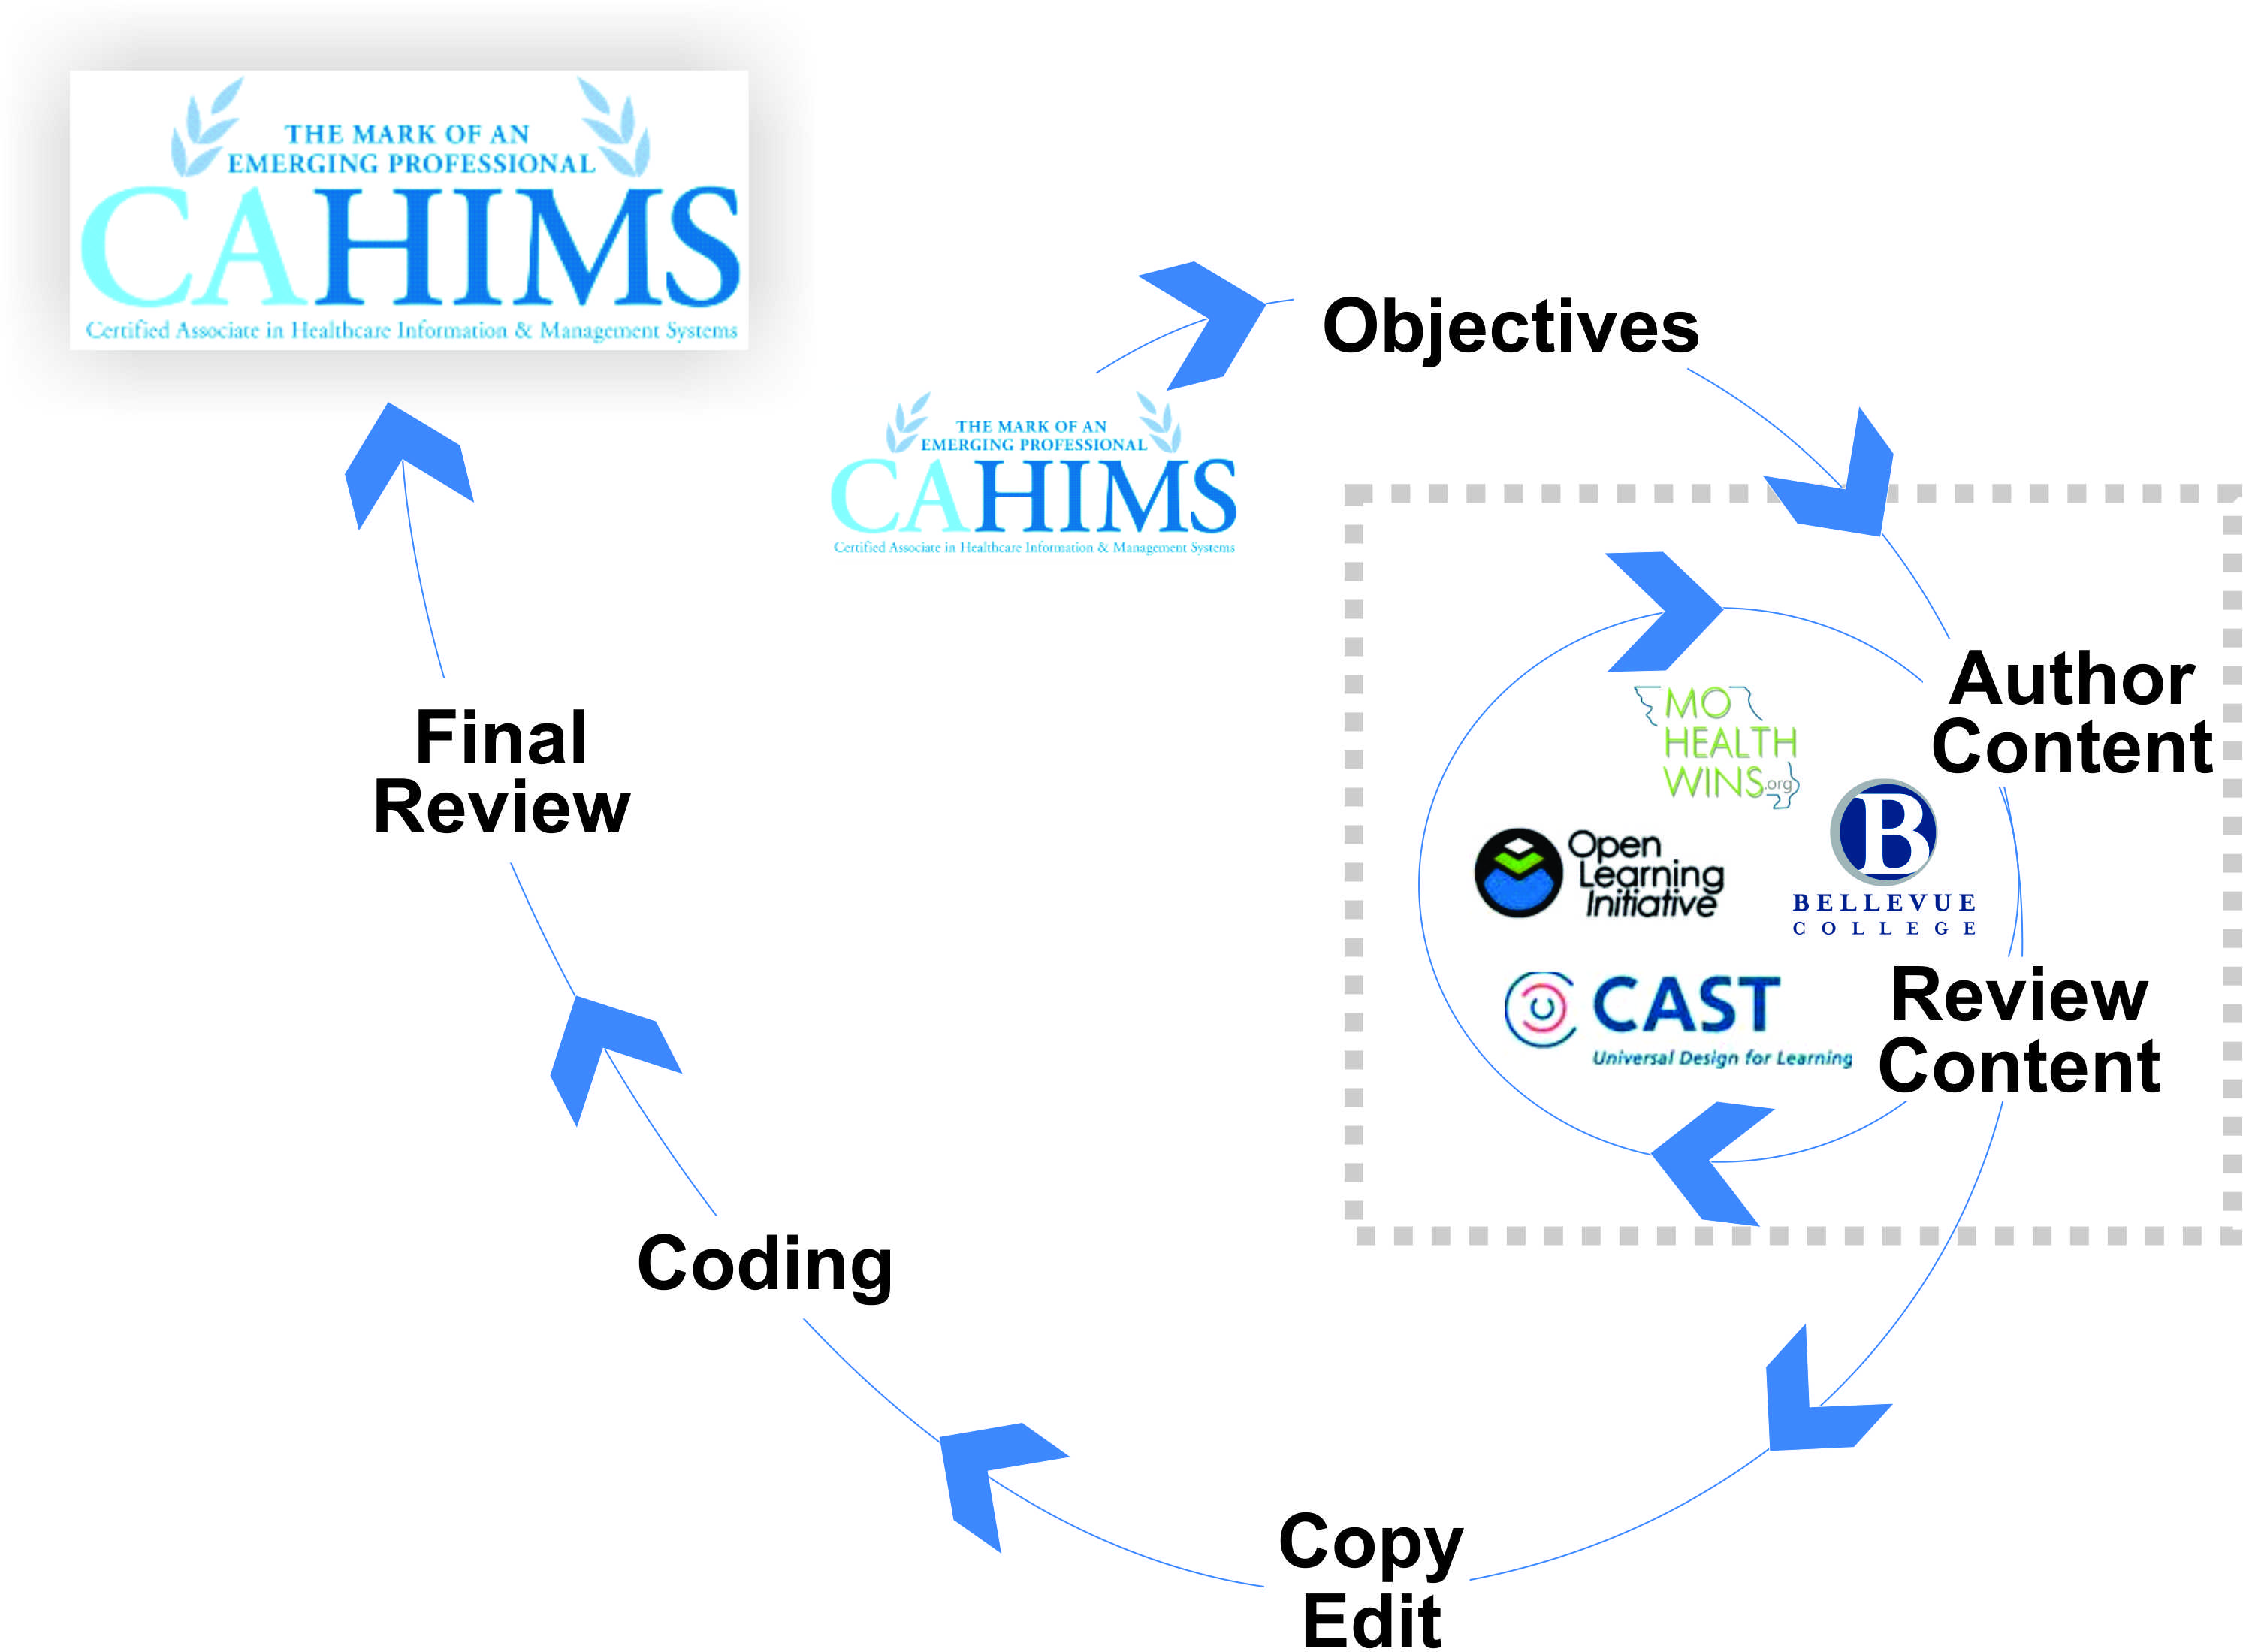 THE MARK OF AN
EMERGING PROFESSIONAL
CAHIMS
Certified Associate in Healthcare Information & Management Systems
THE MARK OF AN
EMERGING PROFESSIONAL
CAHIMS
Certified Associate in Healthcare Information & Management Systems
Objectives
Author
Content
MO
HEALTH
WINS.org
B
BELLEVUE
COLLEGE
Open
Learning
Initiative
CAST
Universal Design for Learning
Review
Content
Copy
Edit
Coding
Final
Review